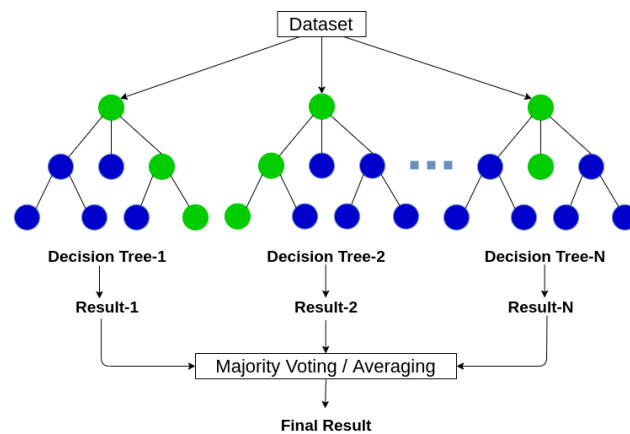 Dataset
Decision Tree-1 Decision Tree-2 Decision Tree-N
Result-1 Result-2 Result-N
Majority Voting / Averaging
Final Result